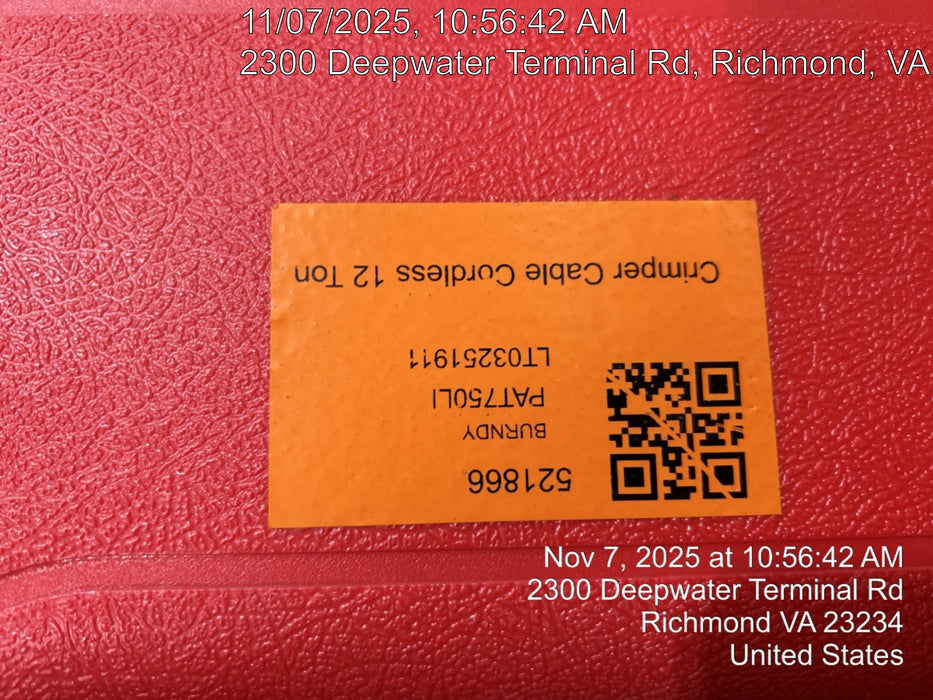 11/07/2025, 10:56:42 AM
2300 Deepwater Terminal Rd, Richmond, VA
521866
BURNDY
PAT750LI
LT03251911
Crimper Cable Cordless 12 Ton
Nov 7, 2025 at 10:56:42 AM
2300 Deepwater Terminal Rd
Richmond VA 23234
United States